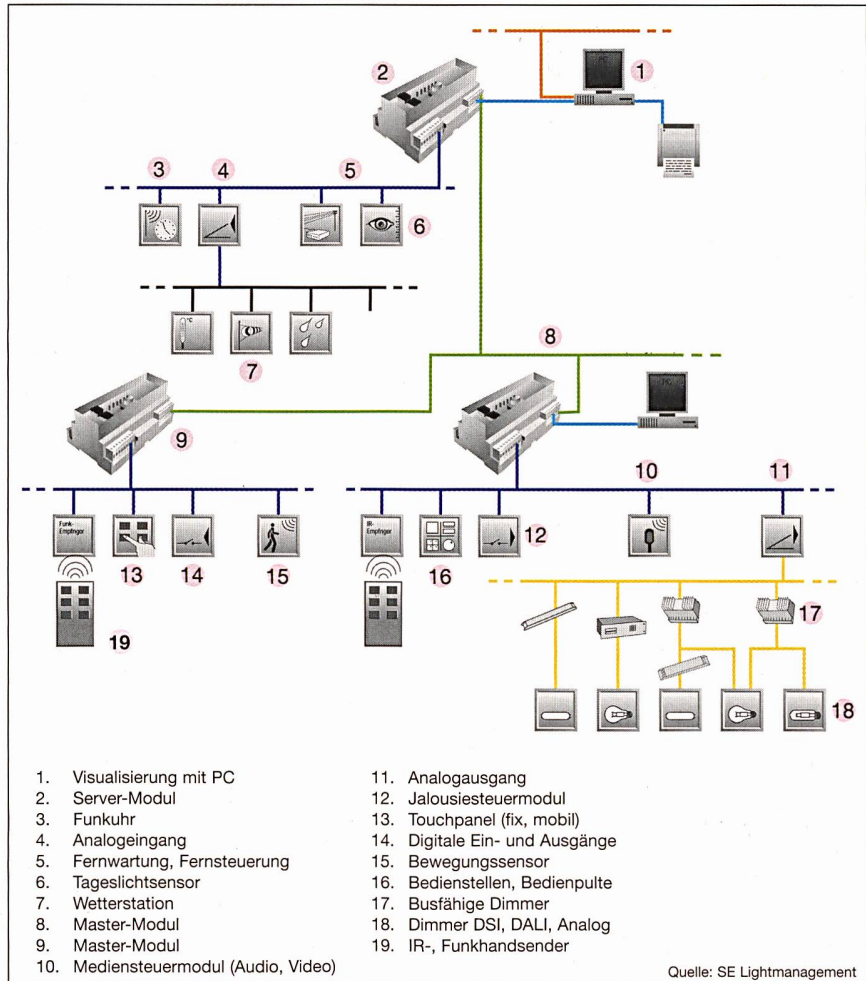 2
1
3
4
5
6
°C
7
8
9
10
11
Funk-
Empfänger
IR-
Empfänger
12
13
14
15
16
17
19
18
1. Visualisierung mit PC
2. Server-Modul
3. Funkuhr
4. Analogeingang
5. Fernwartung, Fernsteuerung
6. Tageslichtsensor
7. Wetterstation
8. Master-Modul
9. Master-Modul
10. Mediensteuermodul (Audio, Video)
11. Analogausgang
12. Jalousiesteuermodul
13. Touchpanel (fix, mobil)
14. Digitale Ein- und Ausgänge
15. Bewegungssensor
16. Bedienstellen, Bedienpulte
17. Busfähige Dimmer
18. Dimmer DSI, DALI, Analog
19. IR-, Funkhandsender
Quelle: SE Lightmanagement